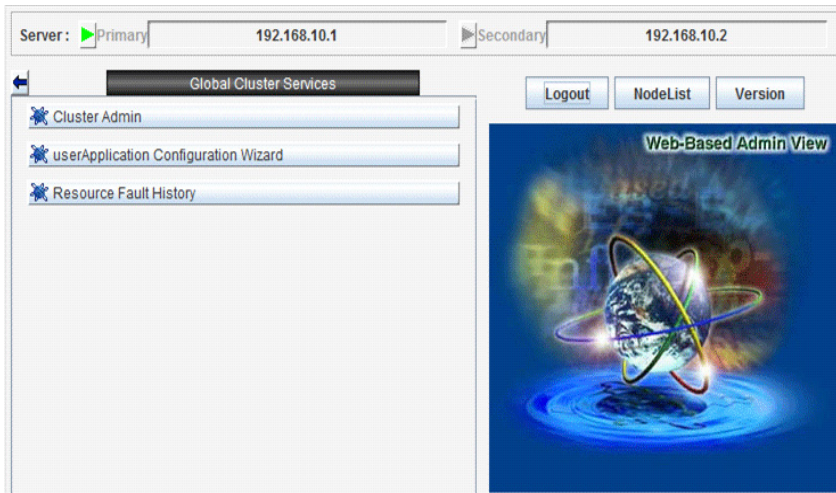 Server : Primary 192.168.10.1 Secondary 192.168.10.2
Global Cluster Services
Logout NodeList Version
Cluster Admin
userApplication Configuration Wizard
Resource Fault History
Web-Based Admin View